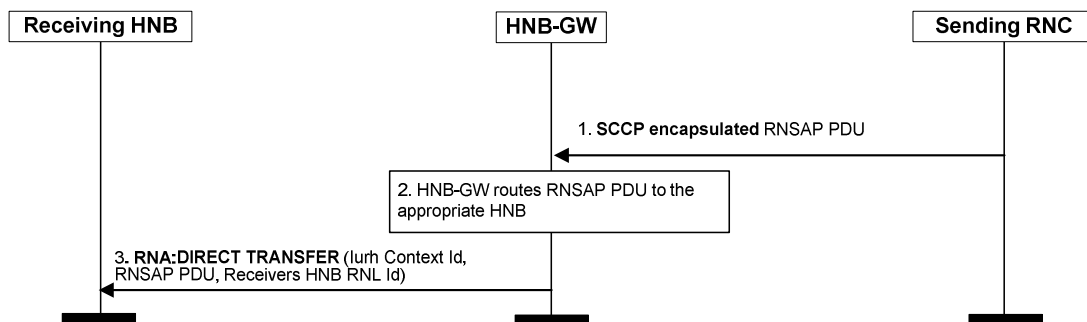 Receiving HNB
HNB-GW
Sending RNC
1. SCCP encapsulated RNSAP PDU
2. HNB-GW routes RNSAP PDU to the
appropriate HNB
3. RNA:DIRECT TRANSFER (Iurh Context Id,
RNSAP PDU, Receivers HNB RNL Id)